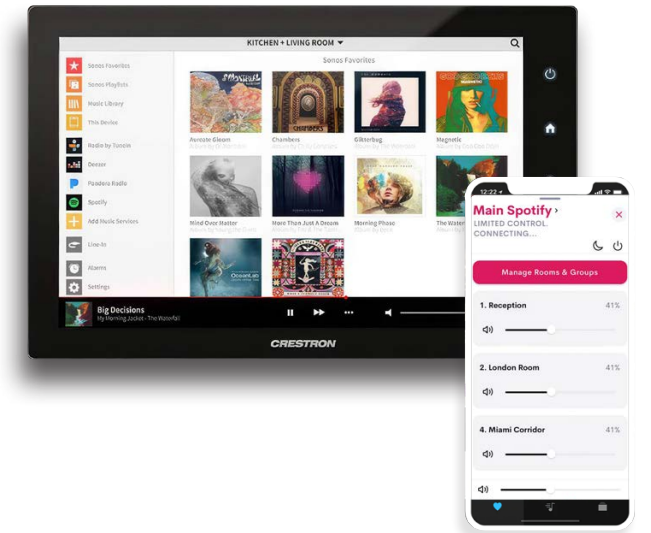 KITCHEN + LIVING ROOM
Sonos Favorites
Sonos Favorites
Sonos Playlists
Music Library
This Device
Radio by TuneIn
Deezer
Pandora Radio
Spotify
Add Music Services
Line-In
Alarms
Settings
Aureate Gloom
Chambers
Glitterbug
Magnetic
Mind Over Matter
More Than Just A Dream
Morning Phase
The Water
OceanLab
Big Decisions
My Morning Jacket - The Waterfall
CRESTRON
12:22
Main Spotify
LIMITED CONTROL.
CONNECTING...
Manage Rooms & Groups
1. Reception 41%
2. London Room 41%
4. Miami Corridor 41%